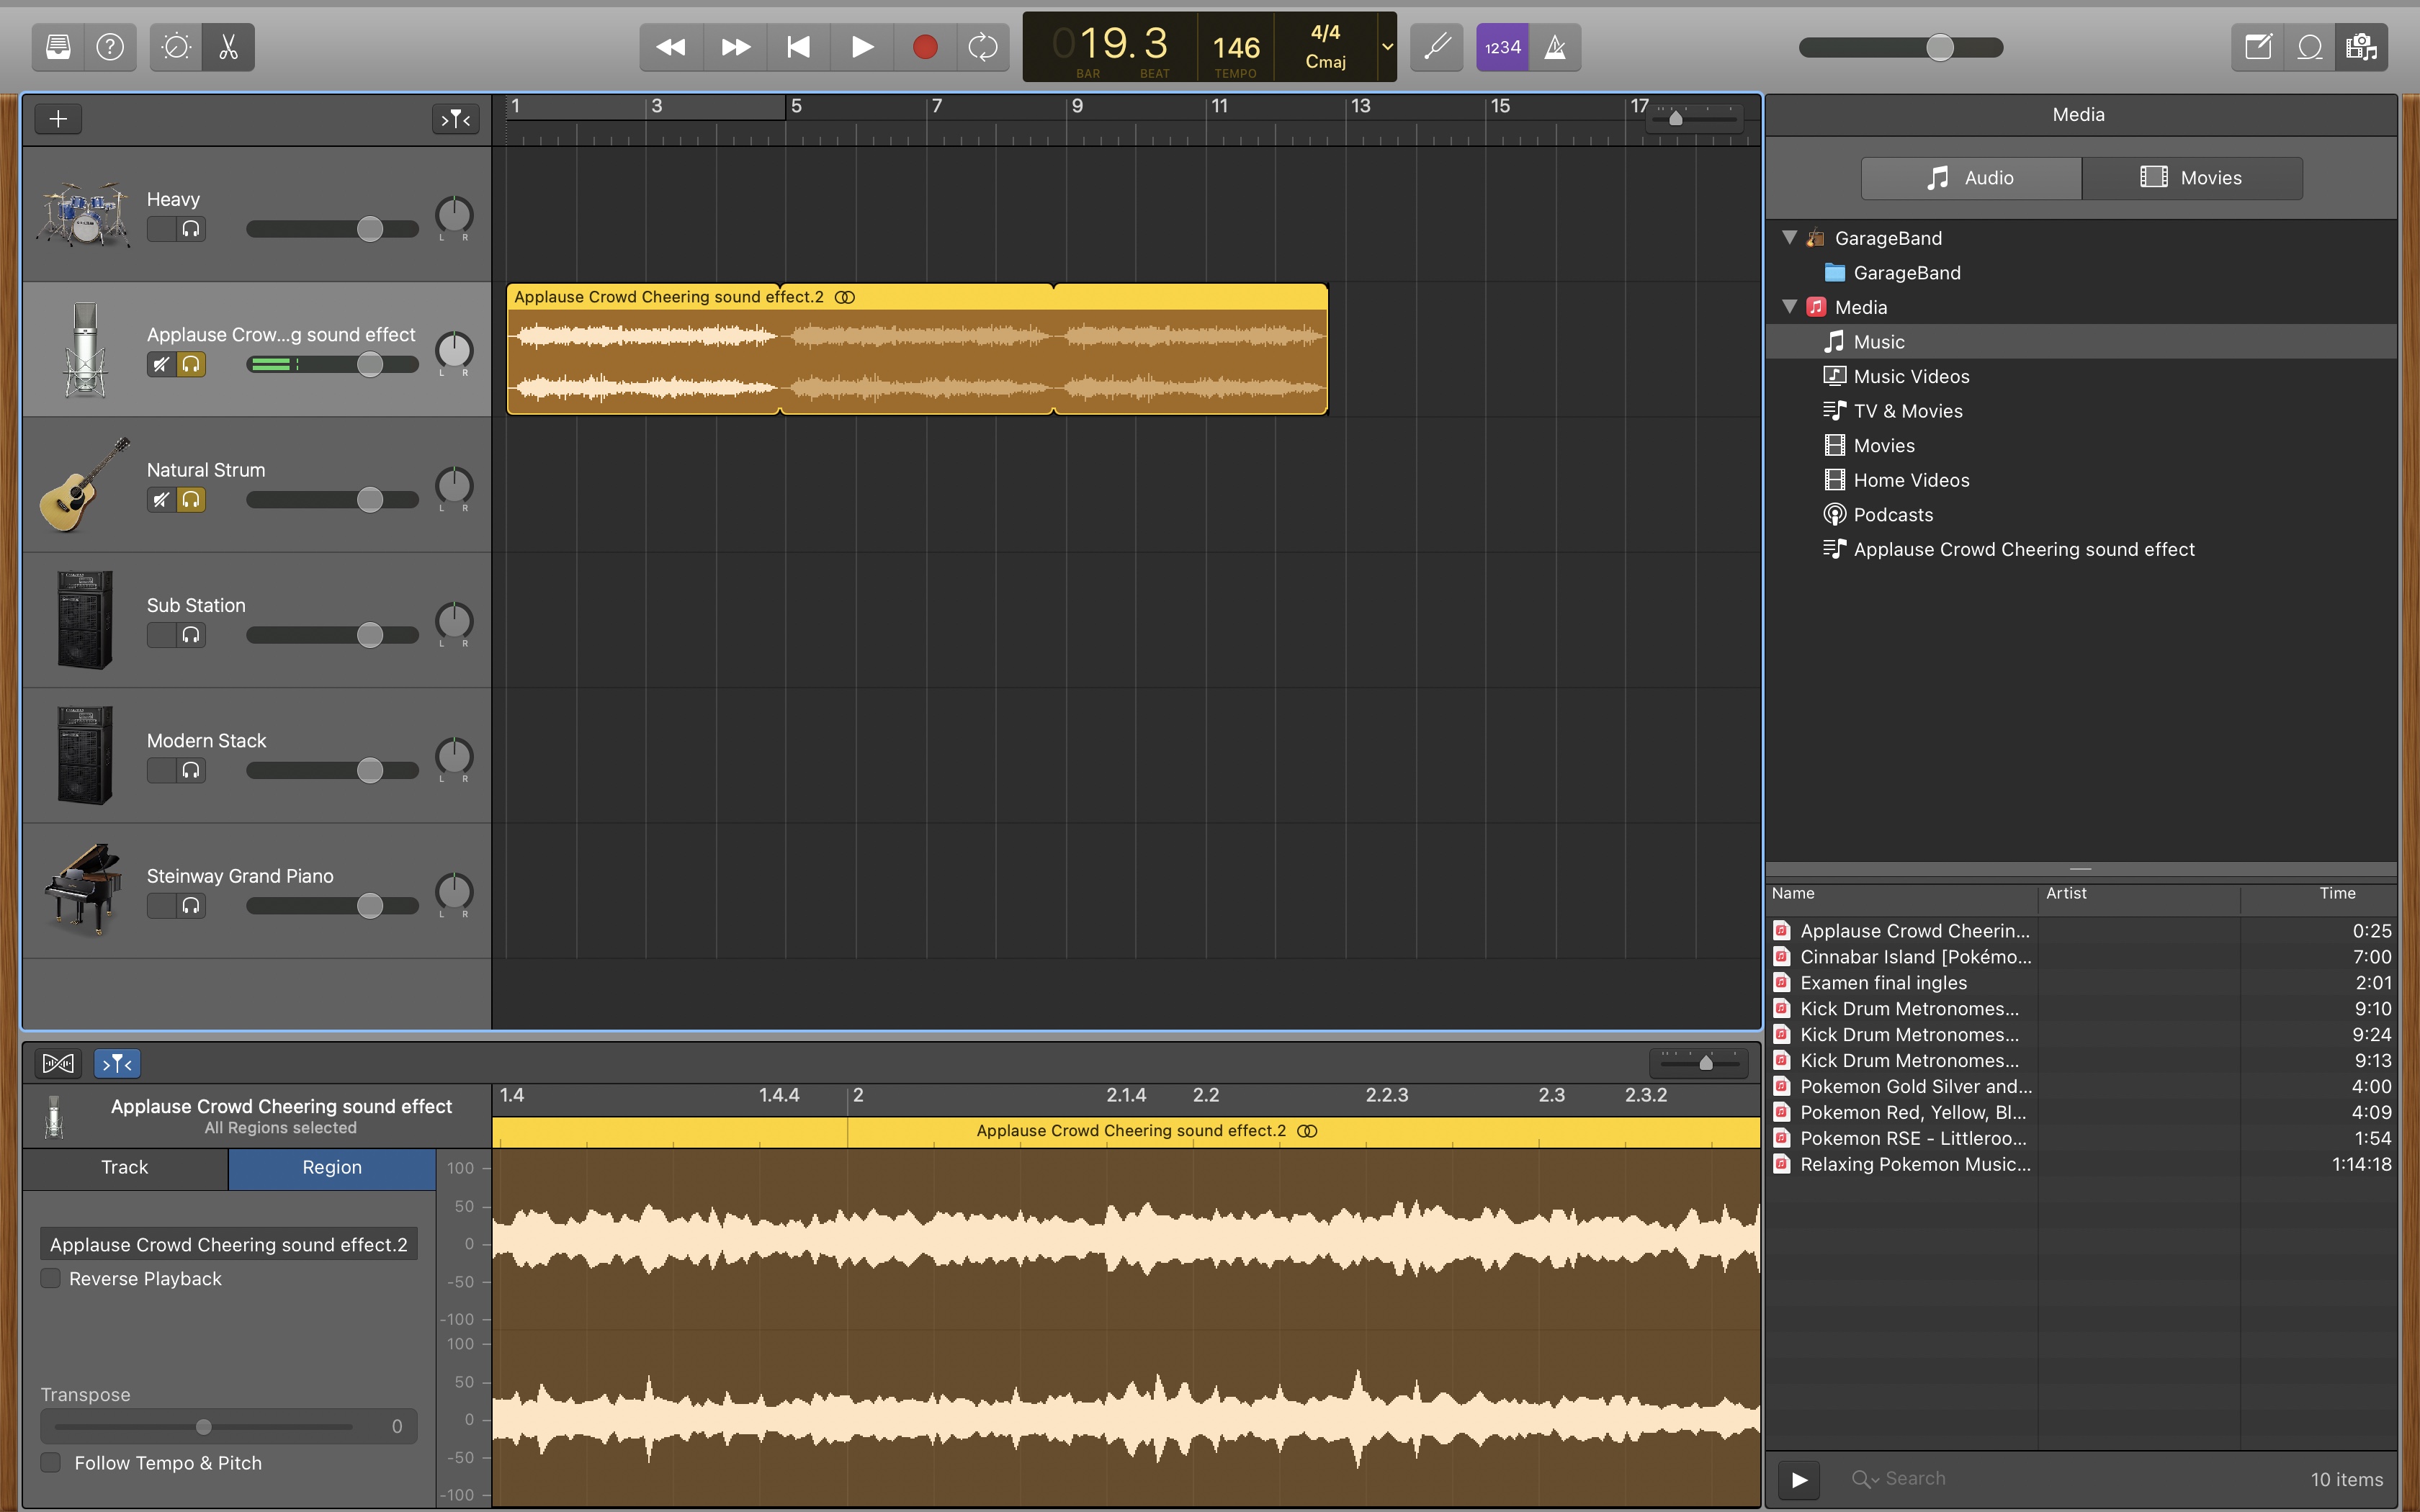 019. 3
BAR BEAT
146
TEMPO
4/4
Cmaj
1234
1 3 5 7 9 11 13 15 17
Heavy
L R
Applause Crowd Cheering sound effect.2
Applause Crow...g sound effect
L R
Natural Strum
L R
Sub Station
L R
Modern Stack
L R
Steinway Grand Piano
L R
Media
Audio Movies
GarageBand
GarageBand
Media
Music
Music Videos
TV & Movies
Movies
Home Videos
Podcasts
Applause Crowd Cheering sound effect
Name Artist Time
Applause Crowd Cheerin... 0:25
Cinnabar Island [Pokémo... 7:00
Examen final ingles 2:01
Kick Drum Metronomes... 9:10
Kick Drum Metronomes... 9:24
Kick Drum Metronomes... 9:13
Pokemon Gold Silver and... 4:00
Pokemon Red, Yellow, Bl... 4:09
Pokemon RSE - Littleroo... 1:54
Relaxing Pokemon Music... 1:14:18
Search 10 items
1.4 1.4.4 2 2.1.4 2.2 2.2.3 2.3 2.3.2
Applause Crowd Cheering sound effect
All Regions selected
Applause Crowd Cheering sound effect.2
Track Region
Applause Crowd Cheering sound effect.2
Reverse Playback
Transpose
0
Follow Tempo & Pitch
100
50
0
-50
-100
100
50
0
-50
-100